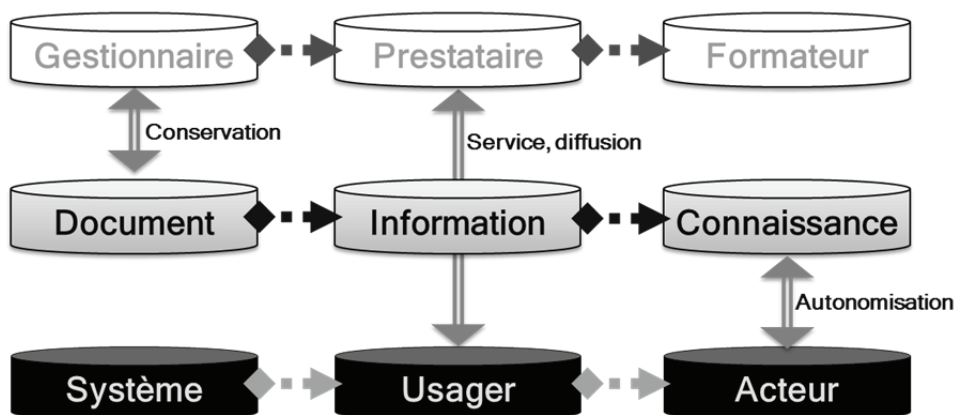 Gestionnaire
Prestataire
Formateur
Conservation
Service, diffusion
Document
Information
Connaissance
Autonomisation
Système
Usager
Acteur